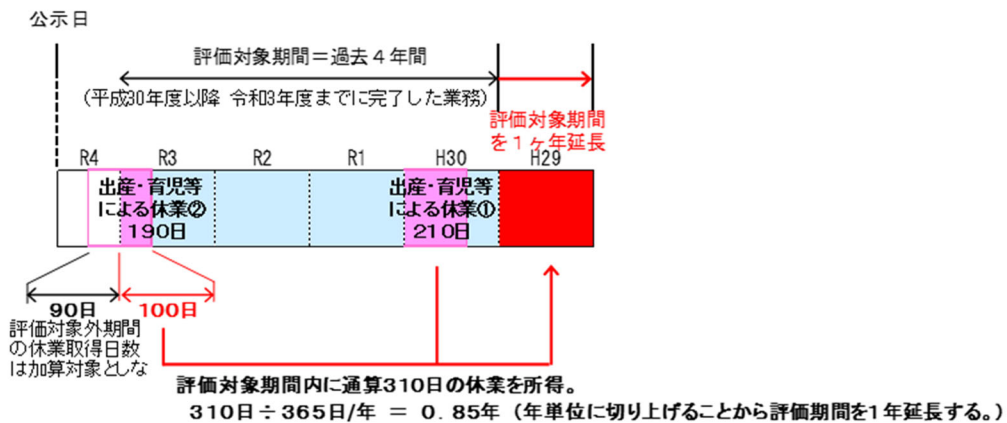 公示日
評価対象期間＝過去４年間
(平成30年度以降 令和3年度までに完了した業務)
評価対象期間
を１ヶ年延長
R4 R3 R2 R1 H30 H29
出産・育児等
による休業②
190日
出産・育児等
による休業①
210日
90日
100日
評価対象外期間
の休業取得日数
は加算対象としな
評価対象期間内に通算310日の休業を所得。
310日÷365日/年 ＝ 0．85年（年単位に切り上げることから評価期間を1年延長する。）